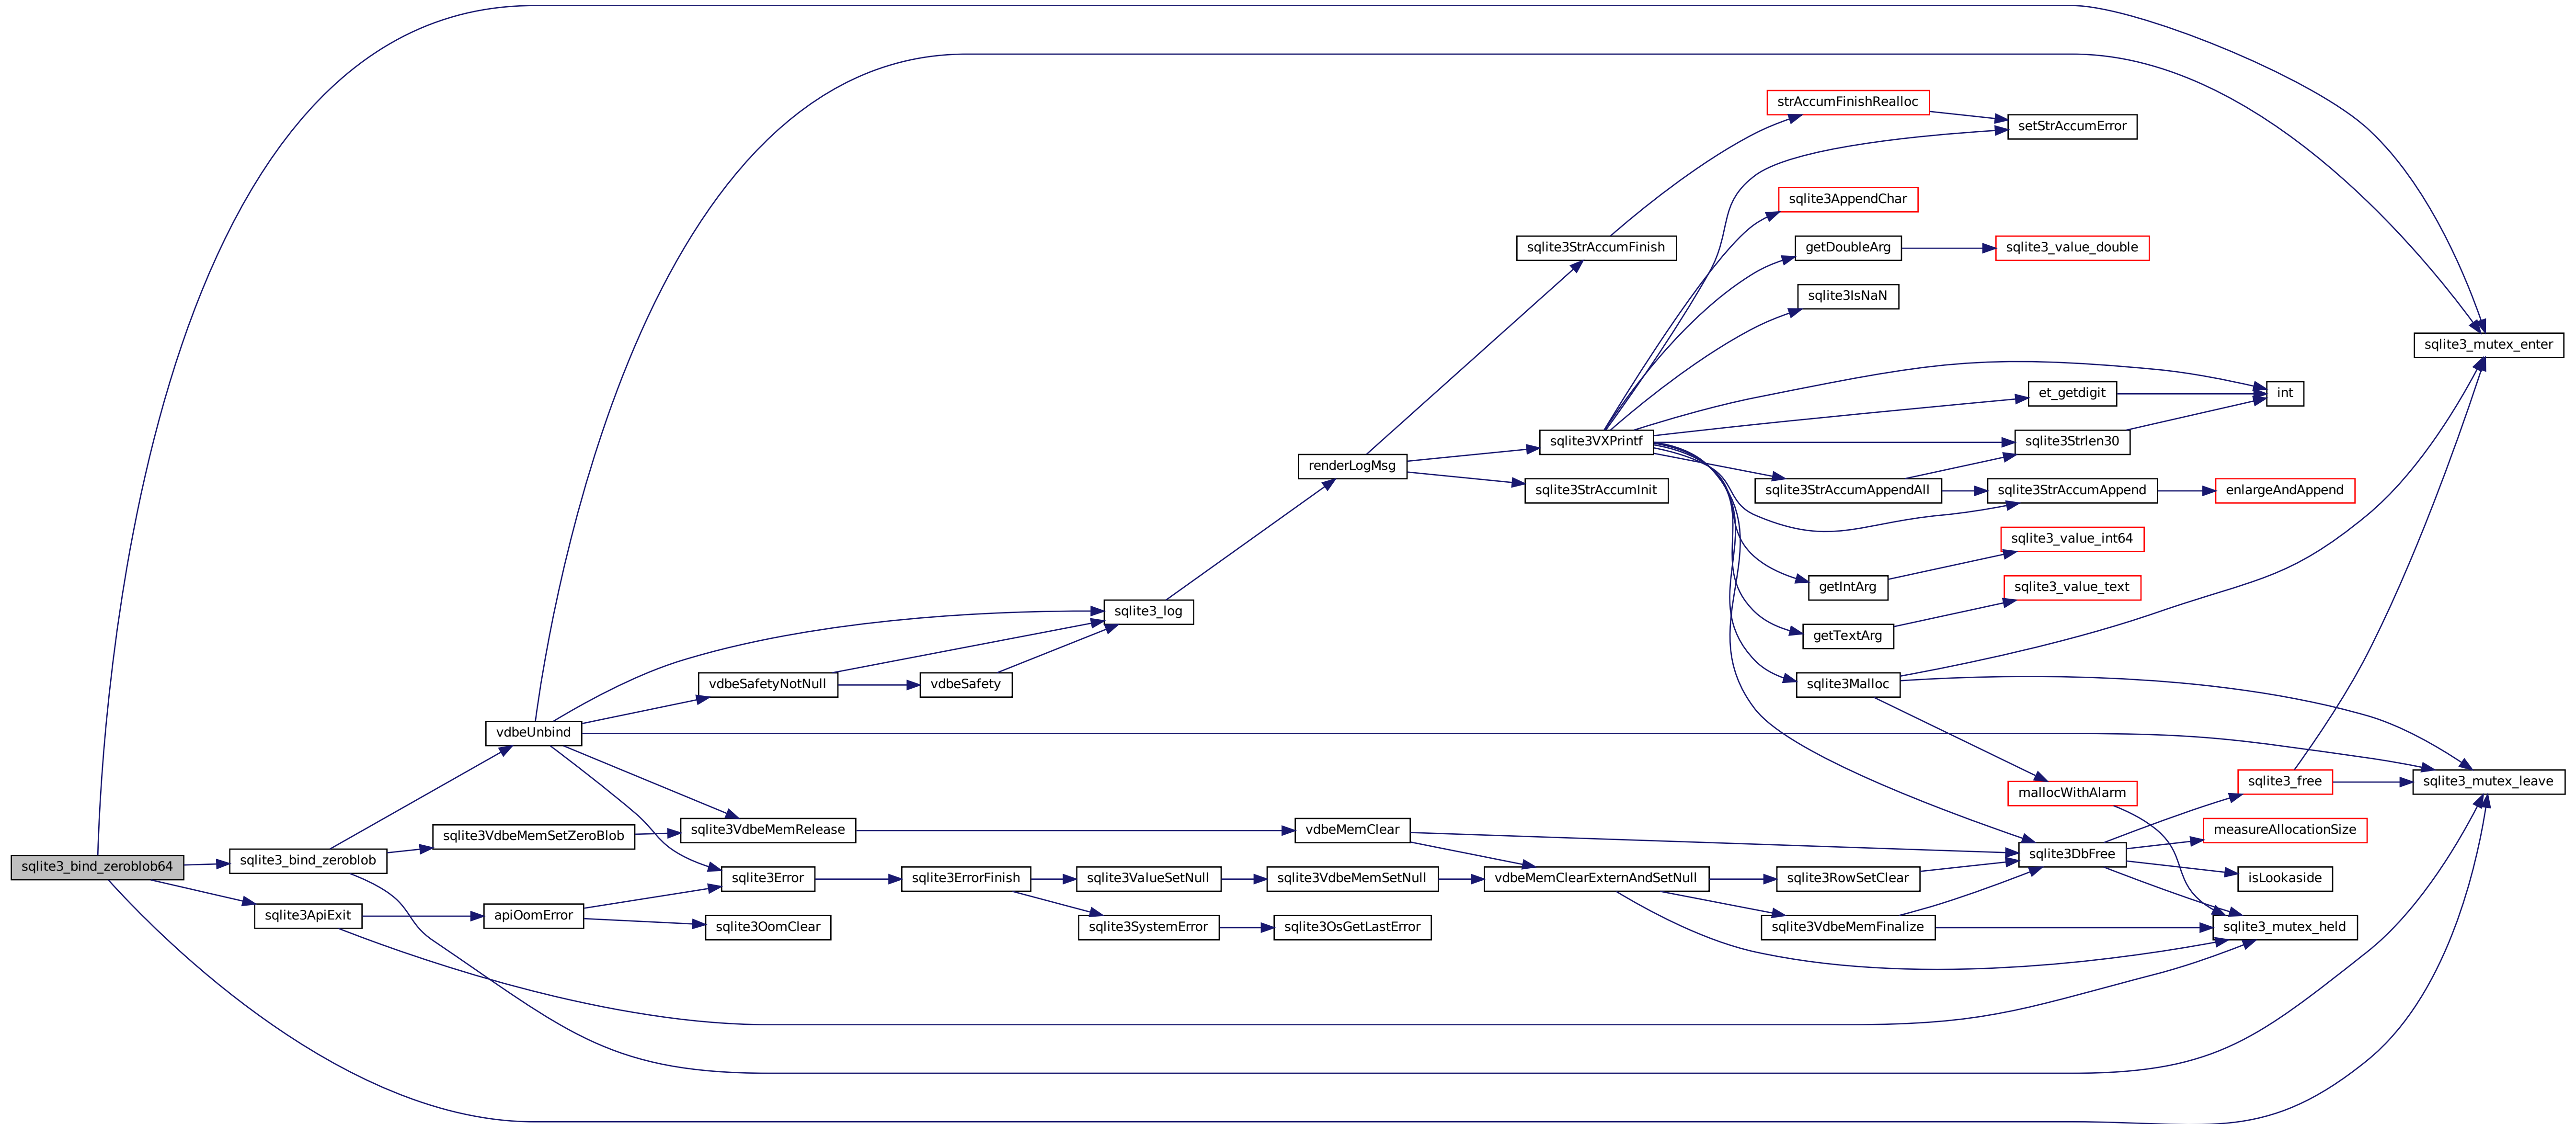 sqlite3_bind_zeroblob64
sqlite3_bind_zeroblob
sqlite3ApiExit
vdbeUnbind
sqlite3VdbeMemSetZeroBlob
apiOomError
vdbeSafetyNotNull
sqlite3VdbeMemRelease
sqlite3Error
sqlite3OomClear
vdbeSafety
sqlite3ErrorFinish
sqlite3_log
sqlite3ValueSetNull
sqlite3SystemError
renderLogMsg
vdbeMemClear
sqlite3VdbeMemSetNull
sqlite3OsGetLastError
sqlite3StrAccumFinish
sqlite3VXPrintf
sqlite3StrAccumInit
vdbeMemClearExternAndSetNull
strAccumFinishRealloc
sqlite3AppendChar
getDoubleArg
sqlite3IsNaN
sqlite3StrAccumAppendAll
getIntArg
getTextArg
sqlite3Malloc
sqlite3RowSetClear
sqlite3VdbeMemFinalize
setStrAccumError
sqlite3_value_double
et_getdigit
sqlite3Strlen30
sqlite3StrAccumAppend
sqlite3_value_int64
sqlite3_value_text
mallocWithAlarm
sqlite3DbFree
int
enlargeAndAppend
sqlite3_free
measureAllocationSize
isLookaside
sqlite3_mutex_held
sqlite3_mutex_enter
sqlite3_mutex_leave